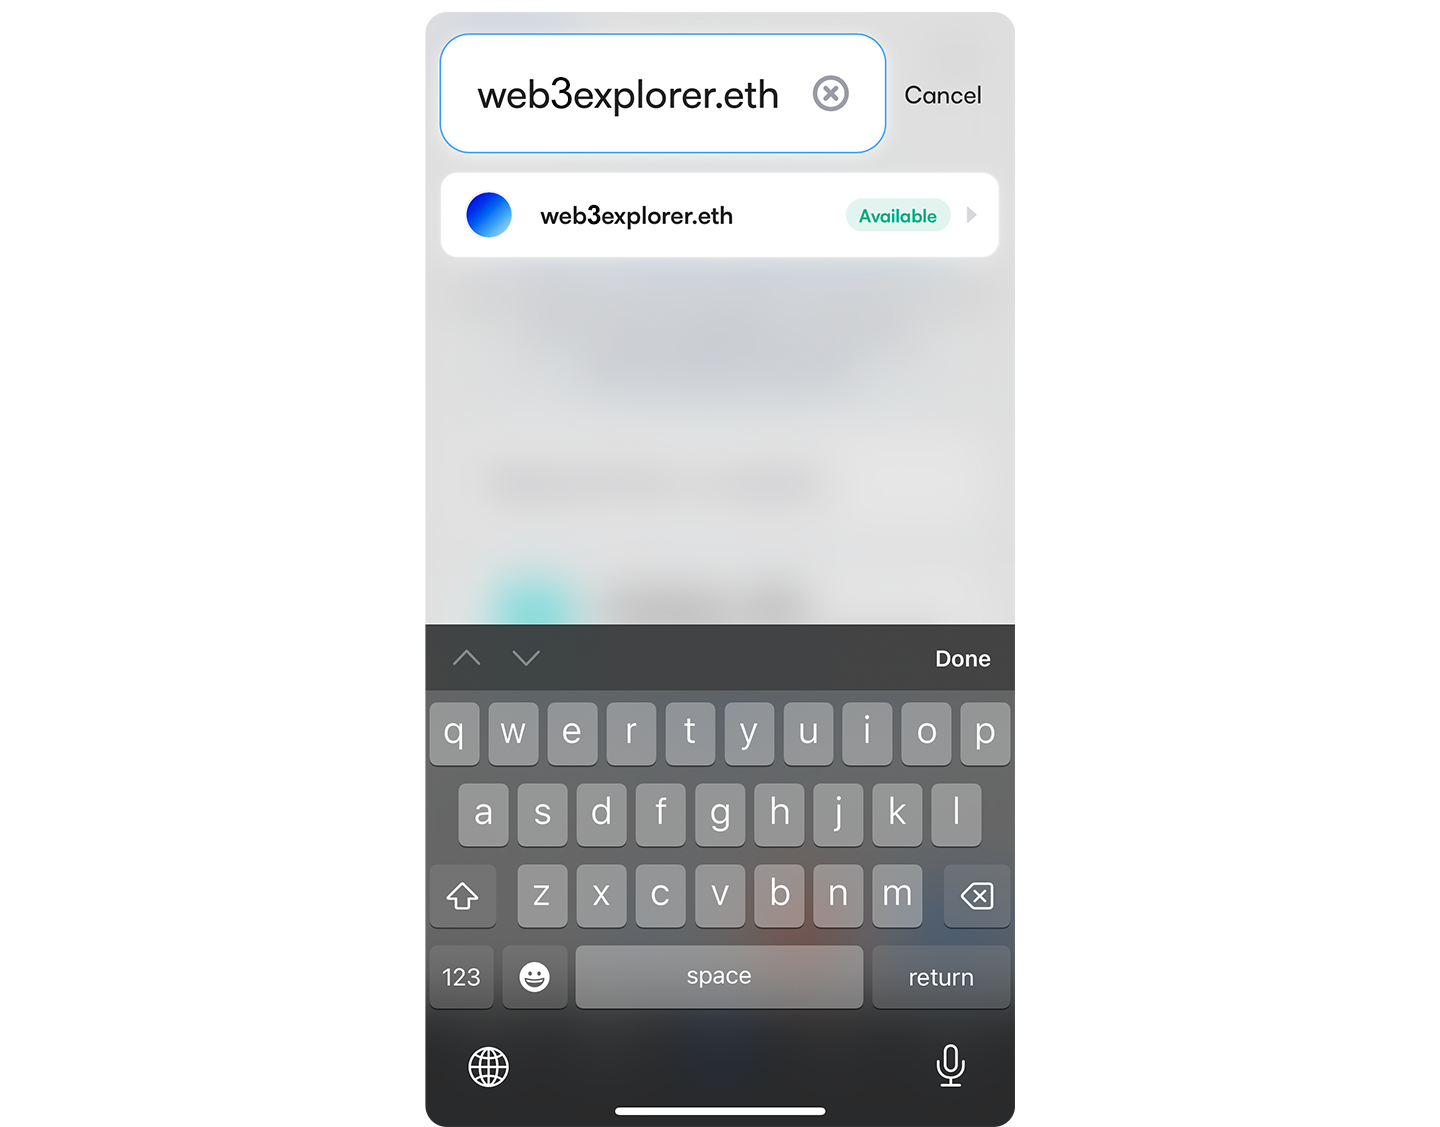 web3explorer.eth Cancel
web3explorer.eth Available
Done
q w e r t y u i o p
a s d f g h j k l
z x c v b n m
123 space return